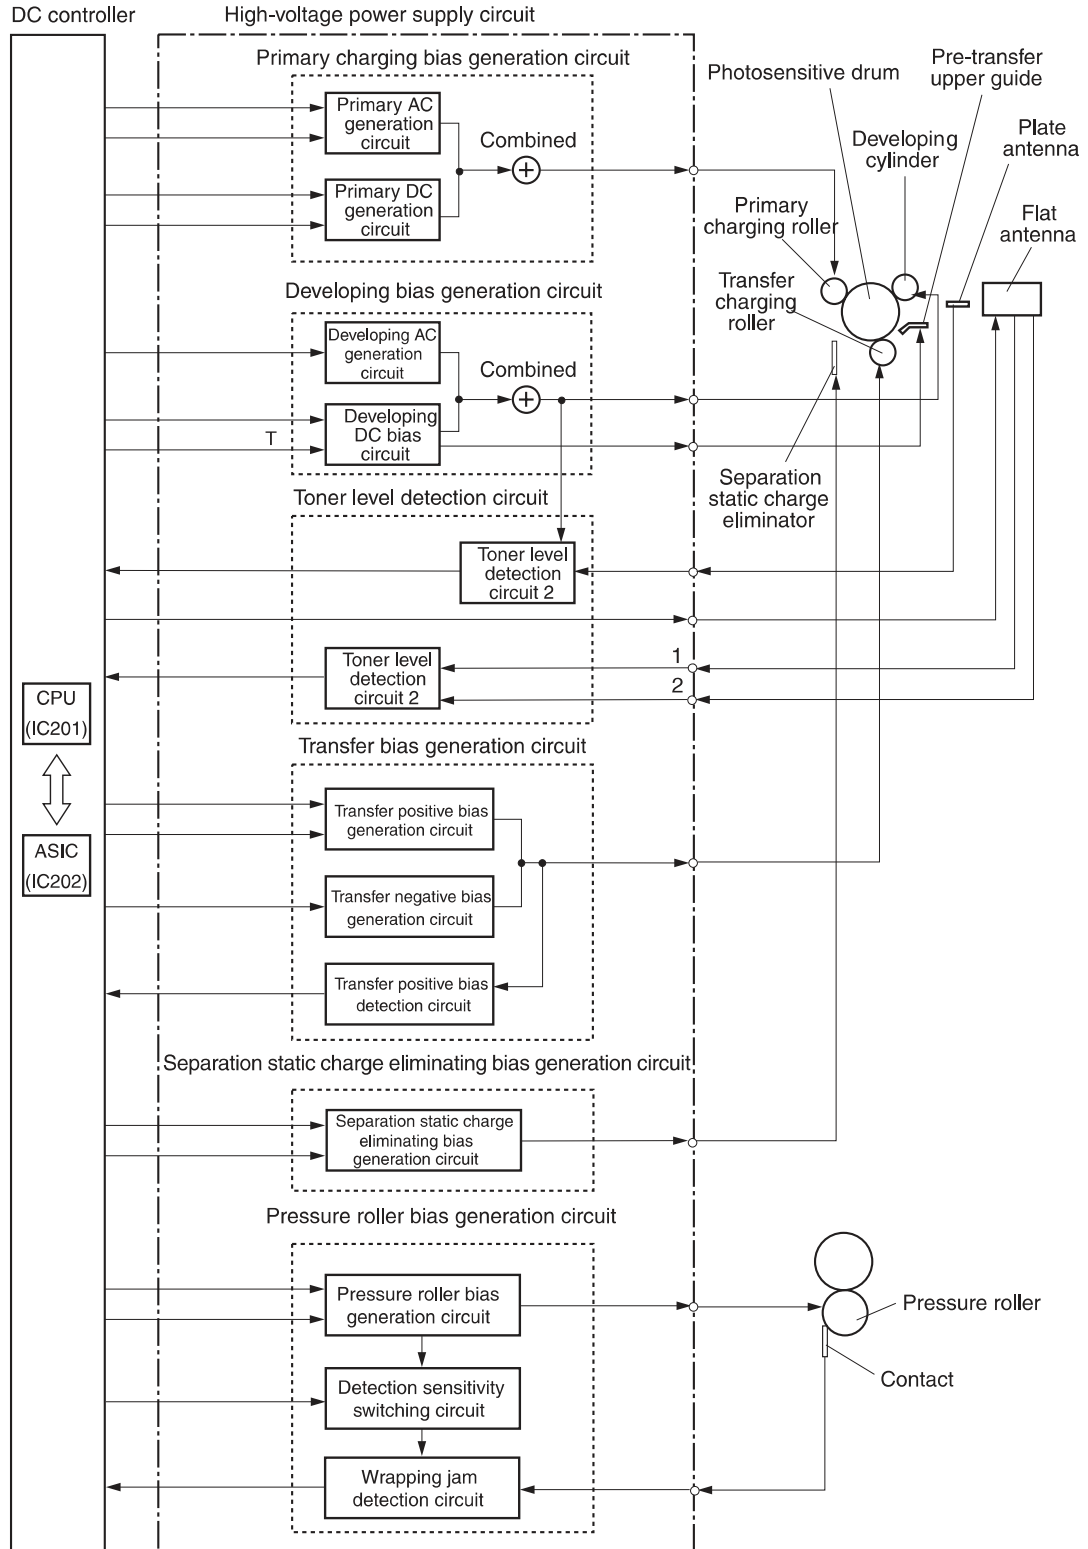 DC controller
High-voltage power supply circuit
Primary charging bias generation circuit
Primary AC
generation
circuit
Combined
Primary DC
generation
circuit
Photosensitive drum
Pre-transfer
upper guide
Developing
cylinder
Plate
antenna
Primary
charging roller
Flat
antenna
Transfer
charging
roller
Developing bias generation circuit
Developing AC
generation
circuit
Combined
T
Developing
DC bias
circuit
Separation
static charge
eliminator
Toner level detection circuit
Toner level
detection
circuit 2
Toner level
detection
circuit 2
1
2
CPU
(IC201)
ASIC
(IC202)
Transfer bias generation circuit
Transfer positive bias
generation circuit
Transfer negative bias
generation circuit
Transfer positive bias
detection circuit
Separation static charge eliminating bias generation circuit
Separation static charge
eliminating bias
generation circuit
Pressure roller bias generation circuit
Pressure roller bias
generation circuit
Pressure roller
Contact
Detection sensitivity
switching circuit
Wrapping jam
detection circuit